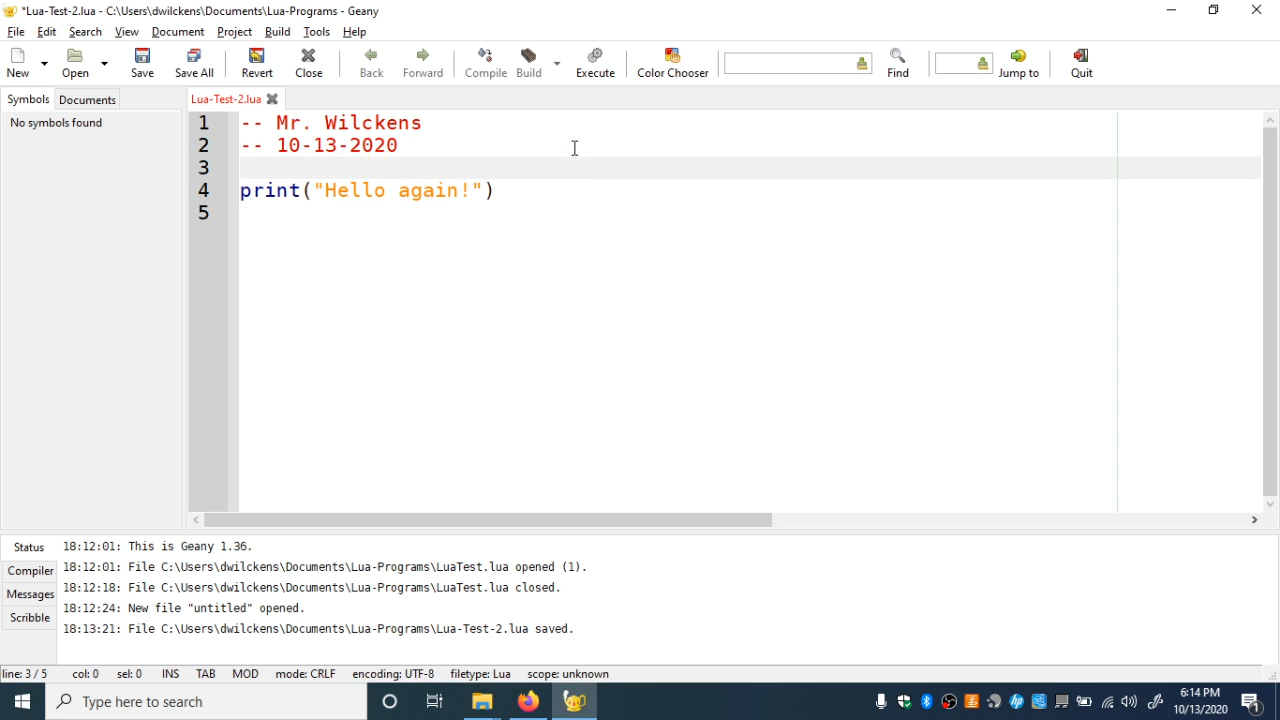 *Lua-Test-2.lua - C:\Users\dwilckens\Documents\Lua-Programs - Geany
File Edit Search View Document Project Build Tools Help
New Open Save Save All Revert Close Back Forward Compile Build Execute Color Chooser Find Jump to Quit
Symbols Documents Lua-Test-2.lua
No symbols found
1 -- Mr. Wilckens
2 -- 10-13-2020
3
4 print("Hello again!")
5
Status 18:12:01: This is Geany 1.36.
18:12:01: File C:\Users\dwilckens\Documents\Lua-Programs\LuaTest.lua opened (1).
Compiler
18:12:18: File C:\Users\dwilckens\Documents\Lua-Programs\LuaTest.lua closed.
Messages
18:12:24: New file "untitled" opened.
Scribble
18:13:21: File C:\Users\dwilckens\Documents\Lua-Programs\Lua-Test-2.lua saved.
line: 3 / 5 col: 0 sel: 0 INS TAB MOD mode: CRLF encoding: UTF-8 filetype: Lua scope: unknown
Type here to search
6:14 PM
10/13/2020
1